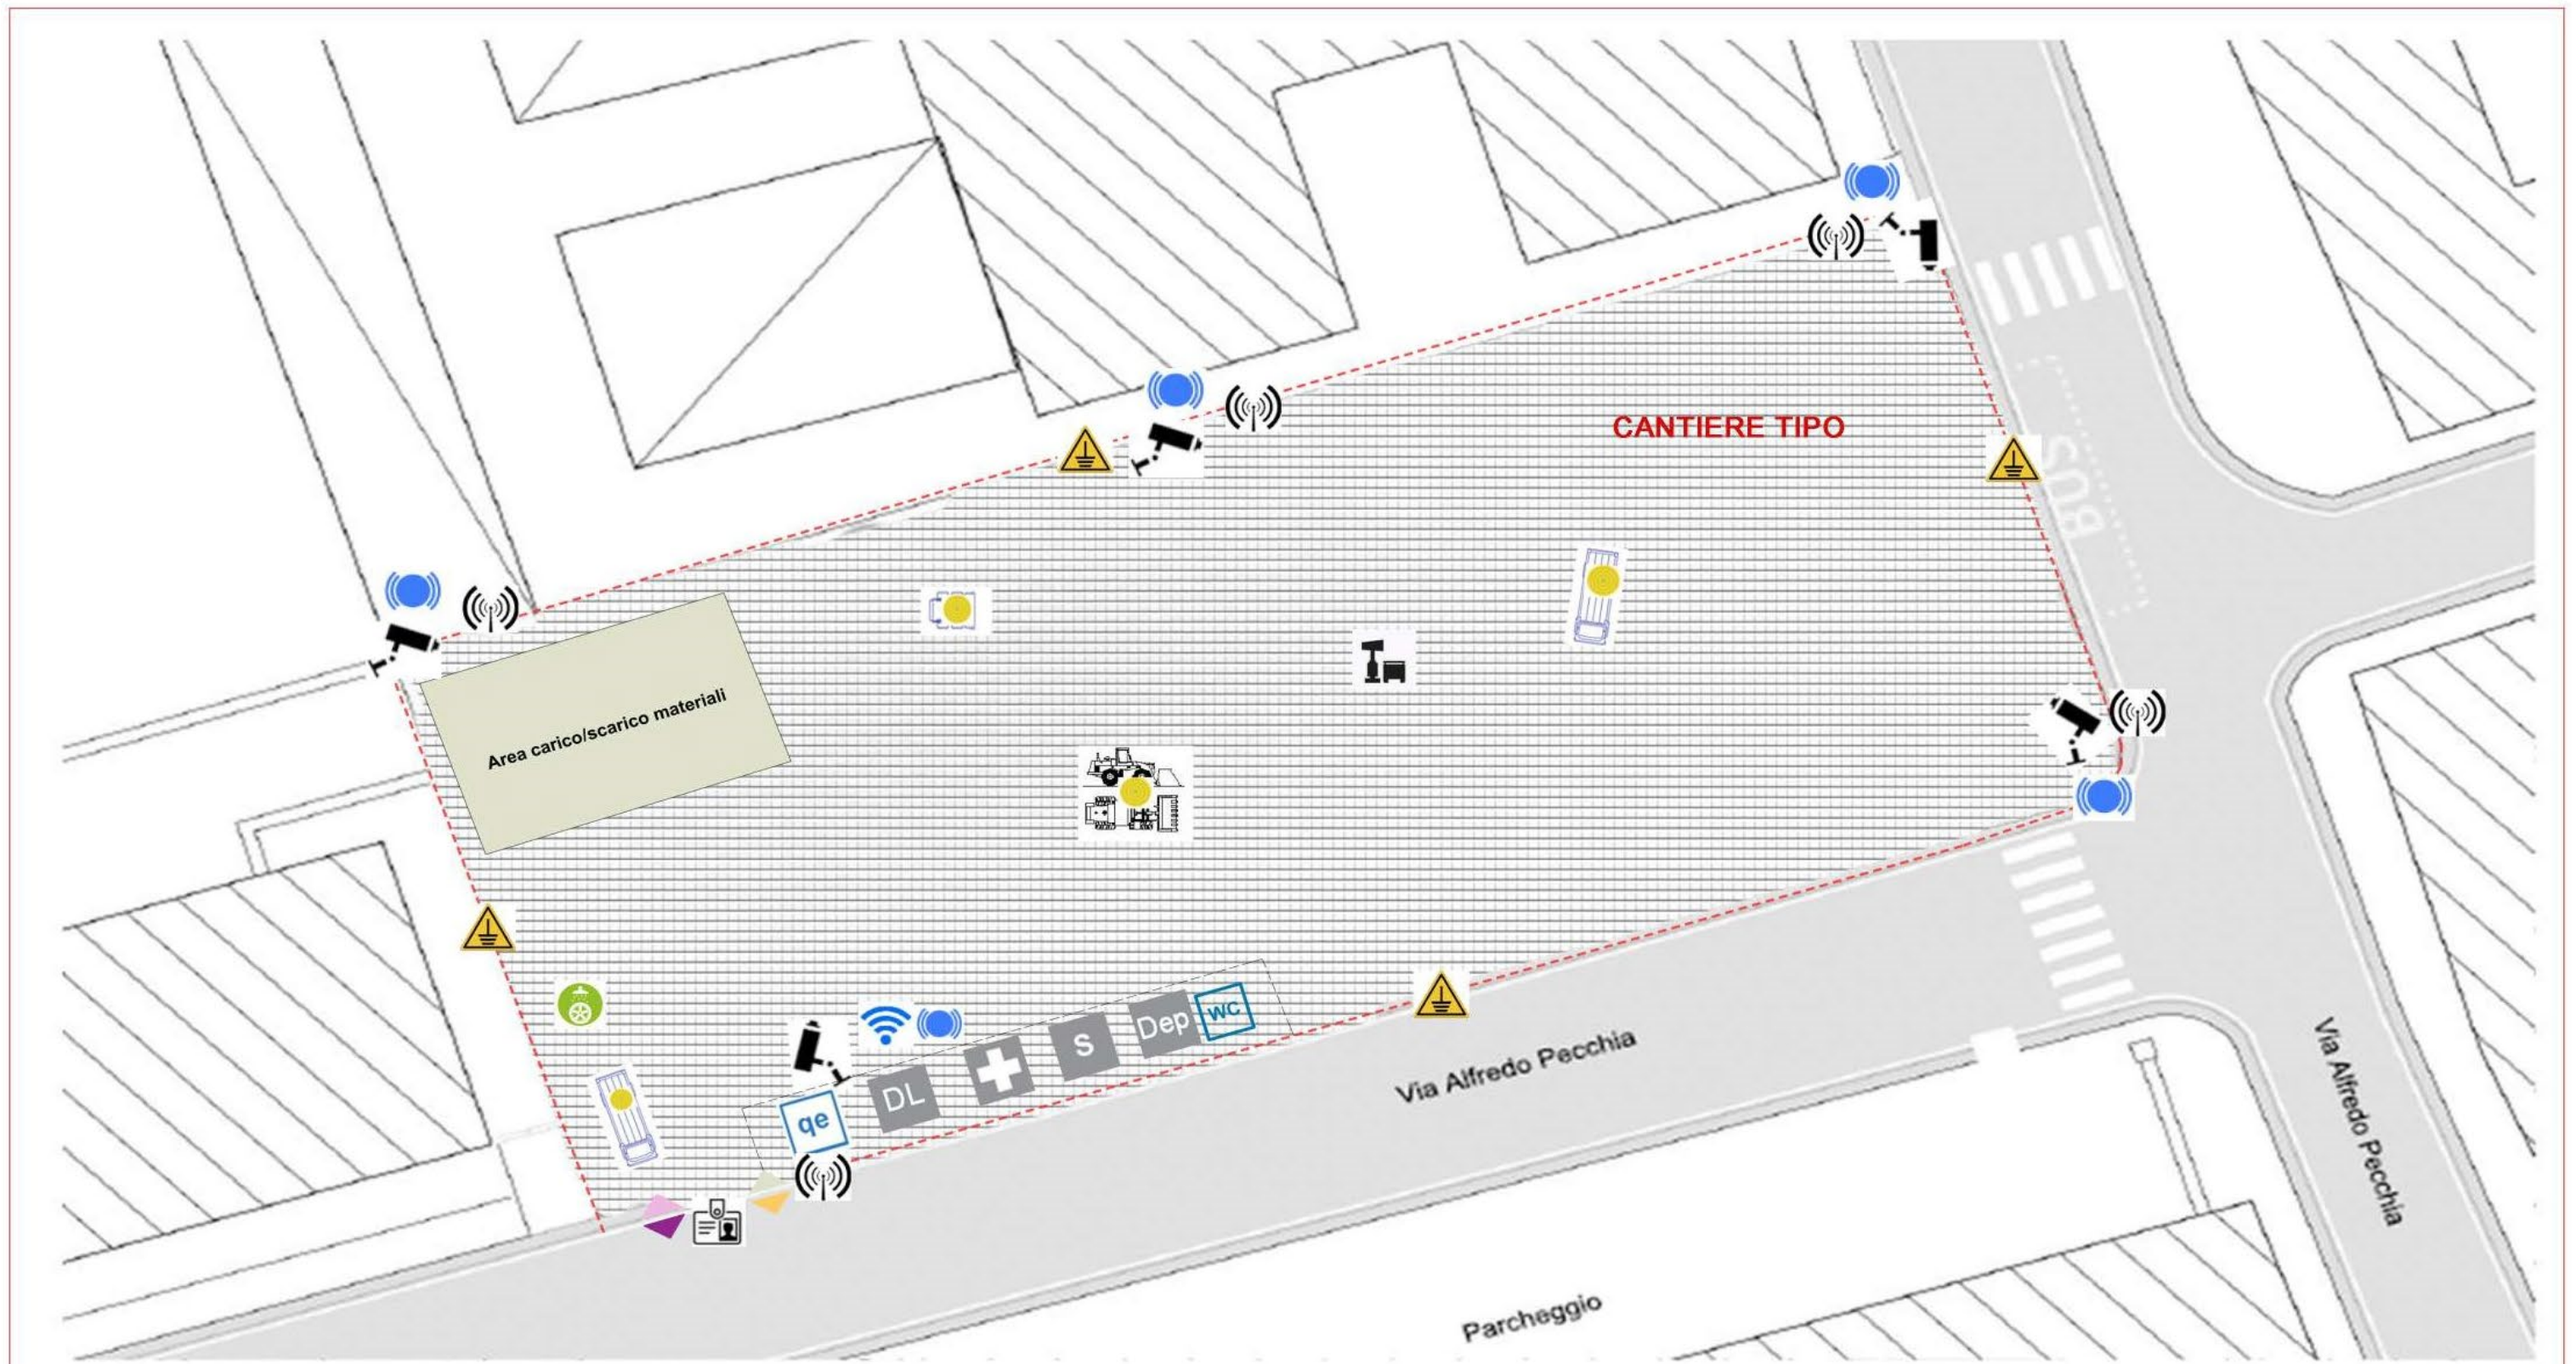 CANTIERE TIPO
BUS
Area carico/scarico materiali
qe
DL
S
Dep
WC
Via Alfredo Pecchia
Via Alfredo Pecchia
Parcheggio